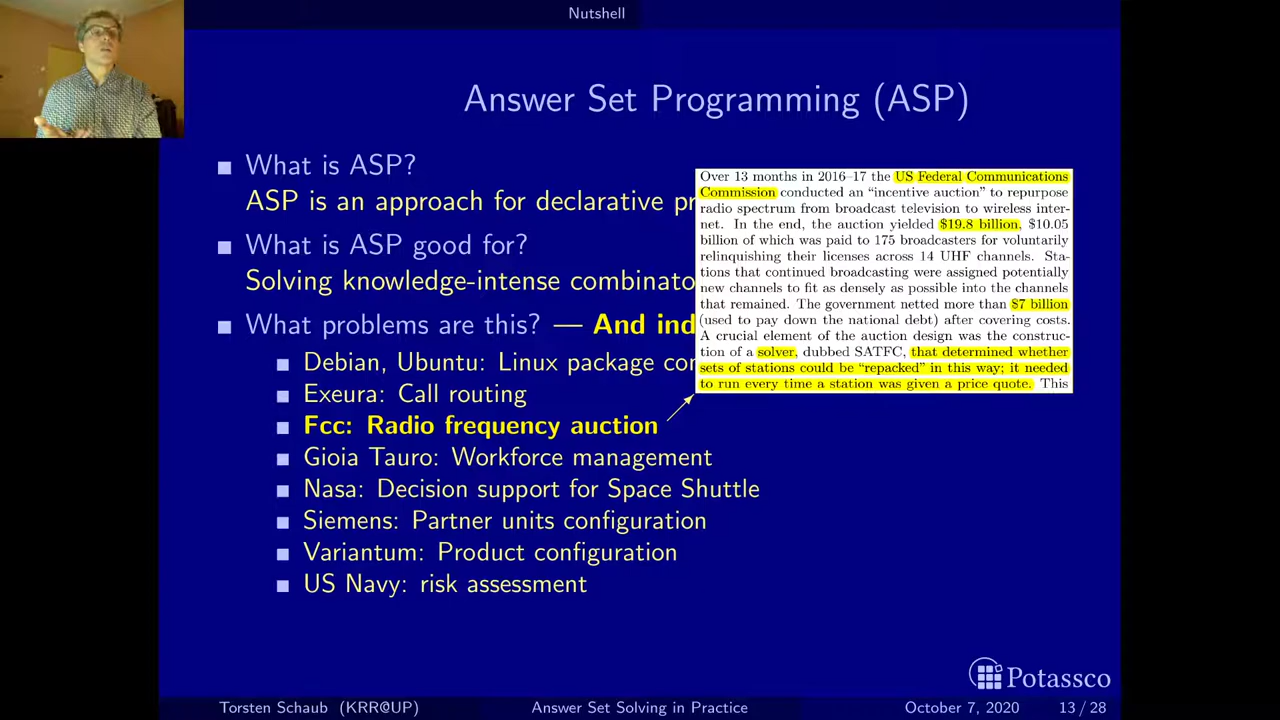 Nutshell
Answer Set Programming (ASP)
What is ASP?
ASP is an approach for declarative pr
What is ASP good for?
Solving knowledge-intense combinato
What problems are this? — And ind
Debian, Ubuntu: Linux package con
Exeura: Call routing
Fcc: Radio frequency auction
Gioia Tauro: Workforce management
Nasa: Decision support for Space Shuttle
Siemens: Partner units configuration
Variantum: Product configuration
US Navy: risk assessment
Over 13 months in 2016–17 the US Federal Communications
Commission conducted an “incentive auction” to repurpose
radio spectrum from broadcast television to wireless inter-
net. In the end, the auction yielded $19.8 billion, $10.05
billion of which was paid to 175 broadcasters for voluntarily
relinquishing their licenses across 14 UHF channels. Sta-
tions that continued broadcasting were assigned potentially
new channels to fit as densely as possible into the channels
that remained. The government netted more than $7 billion
(used to pay down the national debt) after covering costs.
A crucial element of the auction design was the construc-
tion of a solver, dubbed SATFC, that determined whether
sets of stations could be “repacked” in this way; it needed
to run every time a station was given a price quote. This
Potassco
Torsten Schaub (KRR@UP) Answer Set Solving in Practice October 7, 2020 13 / 28